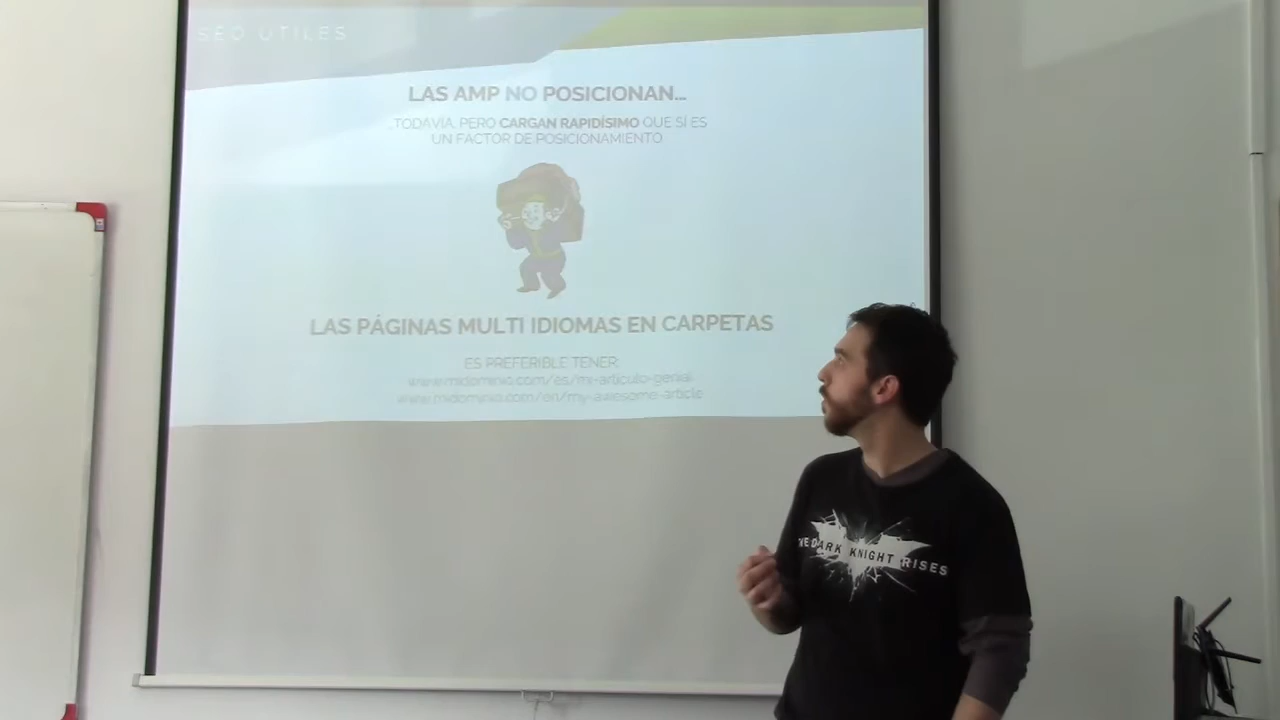 SEO UTILES
LAS AMP NO POSICIONAN...
...TODAVÍA, PERO CARGAN RAPIDÍSIMO QUE SÍ ES
UN FACTOR DE POSICIONAMIENTO
LAS PÁGINAS MULTI IDIOMAS EN CARPETAS
ES PREFERIBLE TENER:
www.midominio.com/es/mi-articulo-genial
www.midominio.com/en/my-awesome-article
THE DARK KNIGHT RISES